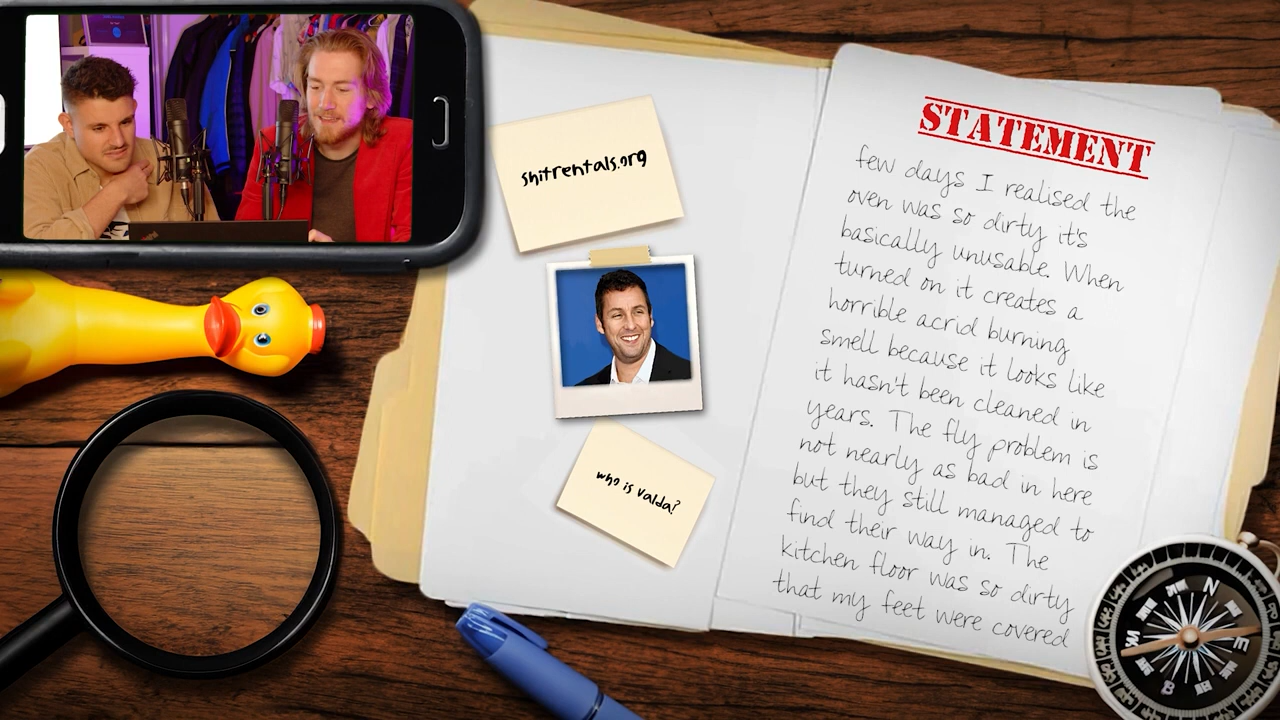 shitrentals.org
who is valda?
STATEMENT
few days I realised the
oven was so dirty it's
basically unusable. When
turned on it creates a
horrible acrid burning
smell because it looks like
it hasn't been cleaned in
years. The fly problem is
not nearly as bad in here
but they still managed to
find their way in. The
kitchen floor was so dirty
that my feet were covered
N
E